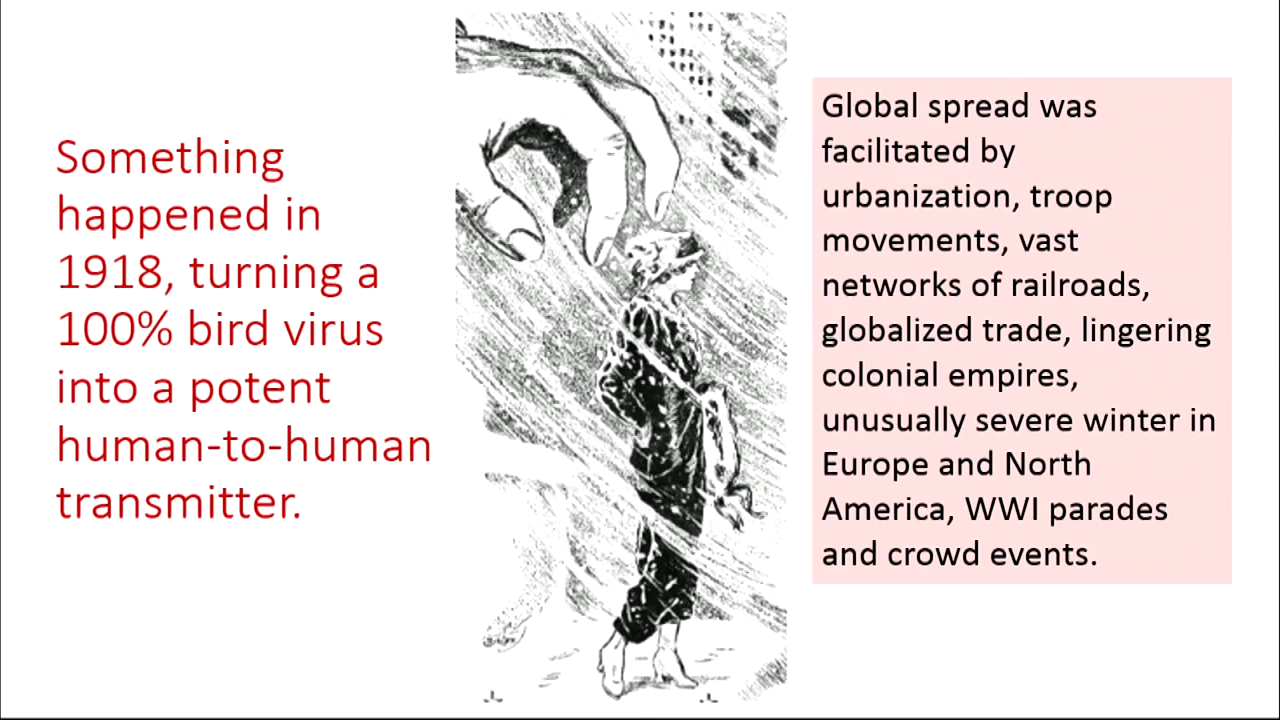 Something
happened in
1918, turning a
100% bird virus
into a potent
human-to-human
transmitter.
Global spread was
facilitated by
urbanization, troop
movements, vast
networks of railroads,
globalized trade, lingering
colonial empires,
unusually severe winter in
Europe and North
America, WWI parades
and crowd events.